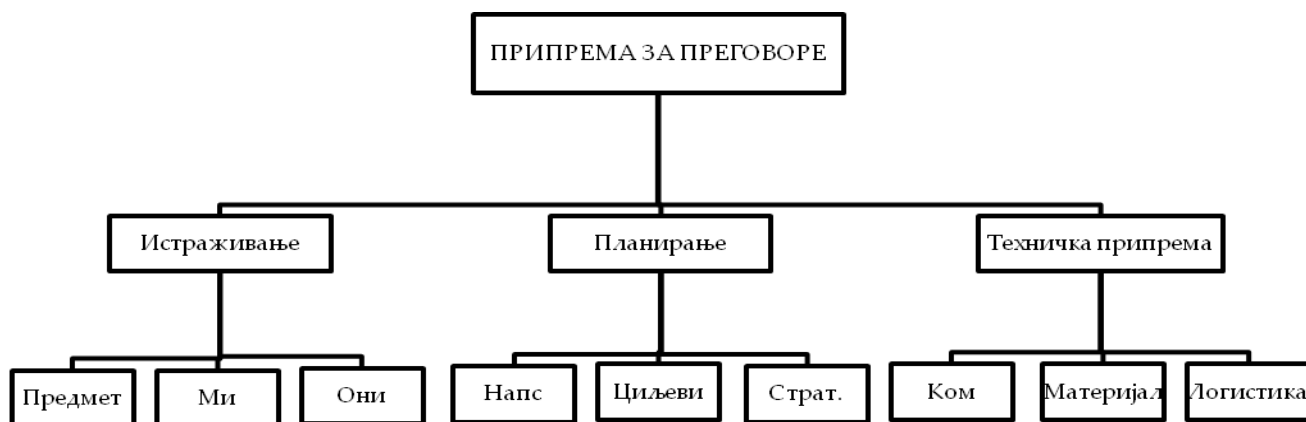 ПРИПРЕМА ЗА ПРЕГОВОРЕ
Истраживање
Планирање
Техничка припрема
Предмет
Ми
Они
Напс
Циљеви
Страт.
Ком
Материјал
Логистика